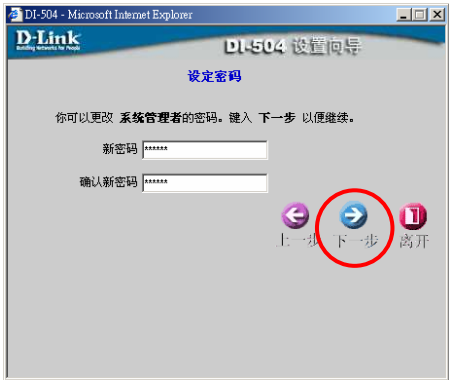 DI-504 - Microsoft Internet Explorer
D-Link
Building Networks for People
DI-504 设置向导
设定密码
你可以更改 系统管理者的密码。键入 下一步 以便继续。
新密码 ******
确认新密码 ******
上一步 下一步 离开